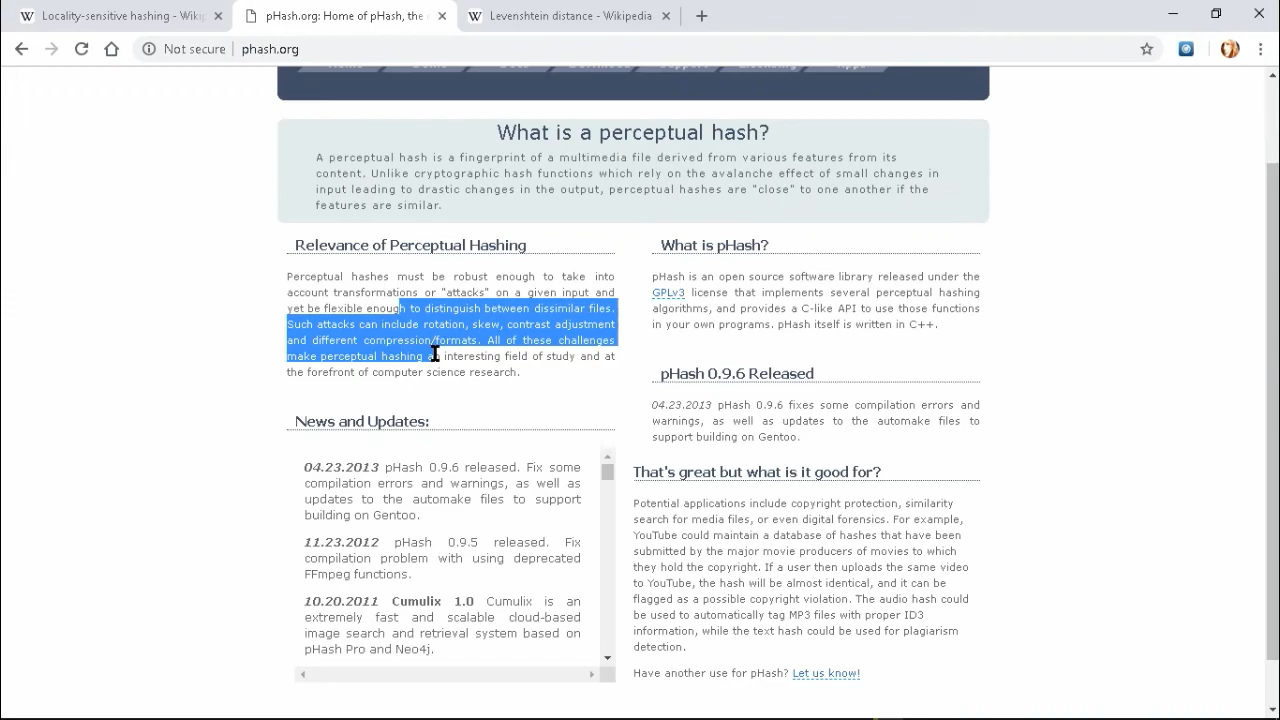 Locality-sensitive hashing - Wikip
pHash.org: Home of pHash, the
Levenshtein distance - Wikipedia
Not secure
phash.org
What is a perceptual hash?
A perceptual hash is a fingerprint of a multimedia file derived from various features from its
content. Unlike cryptographic hash functions which rely on the avalanche effect of small changes in
input leading to drastic changes in the output, perceptual hashes are "close" to one another if the
features are similar.
Relevance of Perceptual Hashing
Perceptual hashes must be robust enough to take into
account transformations or "attacks" on a given input and
yet be flexible enough to distinguish between dissimilar files.
Such attacks can include rotation, skew, contrast adjustment
and different compression/formats. All of these challenges
make perceptual hashing interesting field of study and at
the forefront of computer science research.
News and Updates:
04.23.2013 pHash 0.9.6 released. Fix some
compilation errors and warnings, as well as
updates to the automake files to support
building on Gentoo.
11.23.2012 pHash 0.9.5 released. Fix
compilation problem with using deprecated
FFmpeg functions.
10.20.2011 Cumulix 1.0 Cumulix is an
extremely fast and scalable cloud-based
image search and retrieval system based on
pHash Pro and Neo4j.
What is pHash?
pHash is an open source software library released under the
GPLv3 license that implements several perceptual hashing
algorithms, and provides a C-like API to use those functions
in your own programs. pHash itself is written in C++.
pHash 0.9.6 Released
04.23.2013 pHash 0.9.6 fixes some compilation errors and
warnings, as well as updates to the automake files to
support building on Gentoo.
That's great but what is it good for?
Potential applications include copyright protection, similarity
search for media files, or even digital forensics. For example,
YouTube could maintain a database of hashes that have been
submitted by the major movie producers of movies to which
they hold the copyright. If a user then uploads the same video
to YouTube, the hash will be almost identical, and it can be
flagged as a possible copyright violation. The audio hash could
be used to automatically tag MP3 files with proper ID3
information, while the text hash could be used for plagiarism
detection.
Have another use for pHash? Let us know!